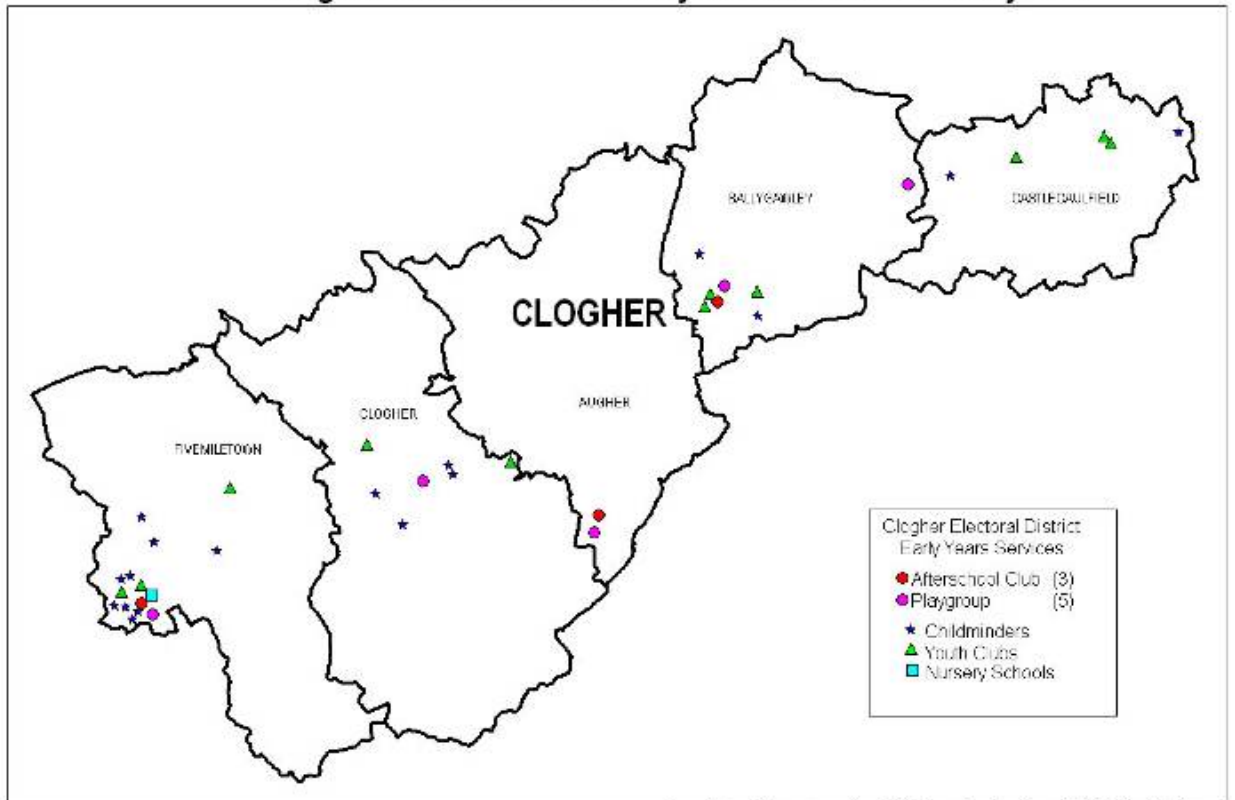 BALLYGAWLEY
CASTLECAULFIELD
CLOGHER
AUGHER
CLOGHER
FIVEMILETOWN
Clogher Electoral District
Early Years Services
Afterschool Club (3)
Playgroup (5)
Childminders
Youth Clubs
Nursery Schools